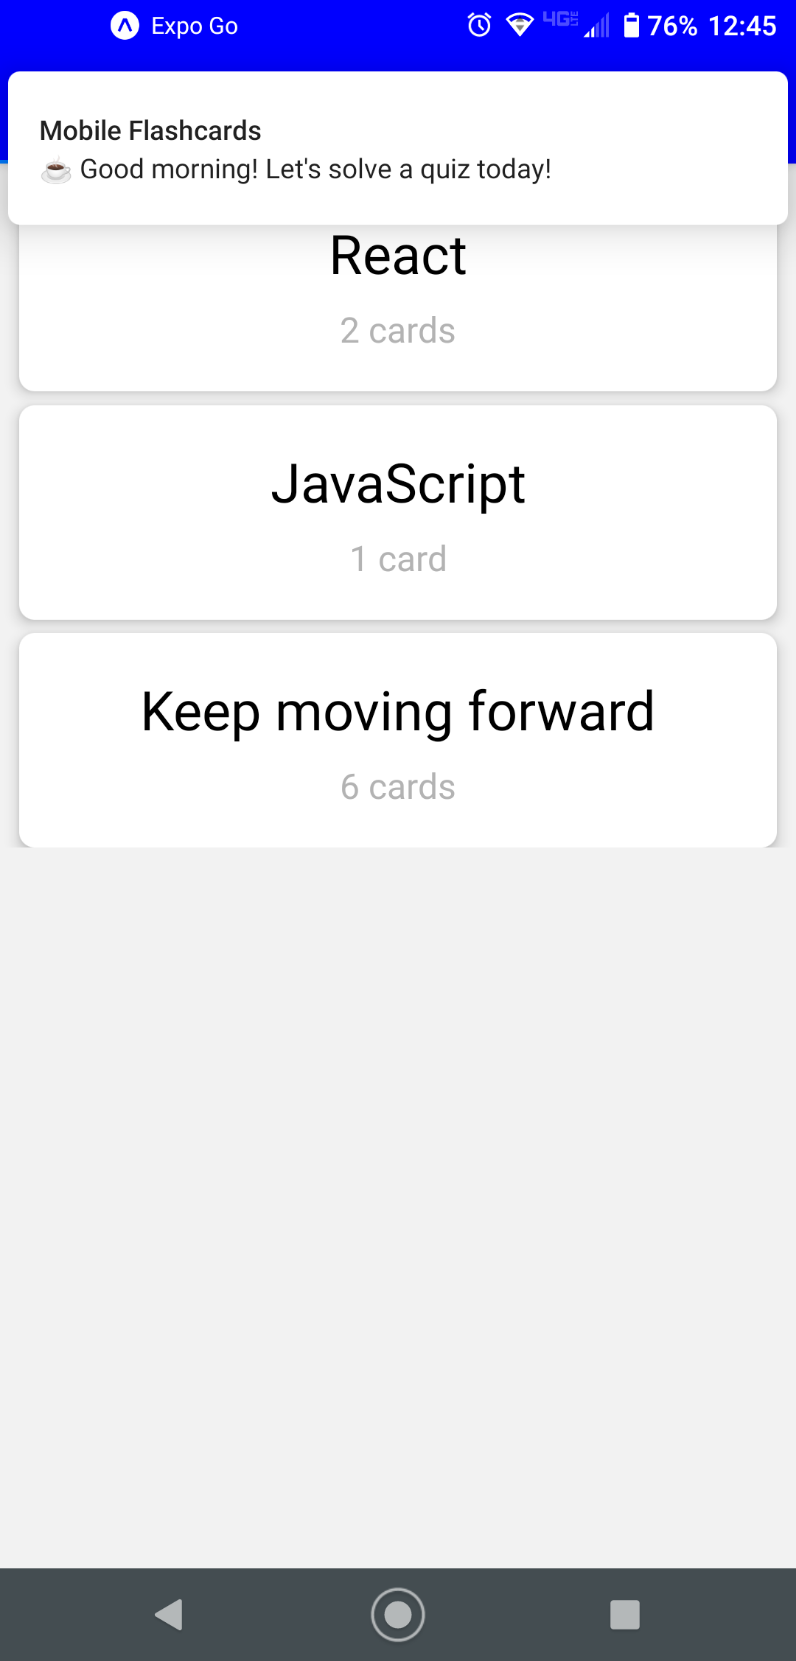 Expo Go 4G LTE 76% 12:45
Mobile Flashcards
☕ Good morning! Let's solve a quiz today!
React
2 cards
JavaScript
1 card
Keep moving forward
6 cards